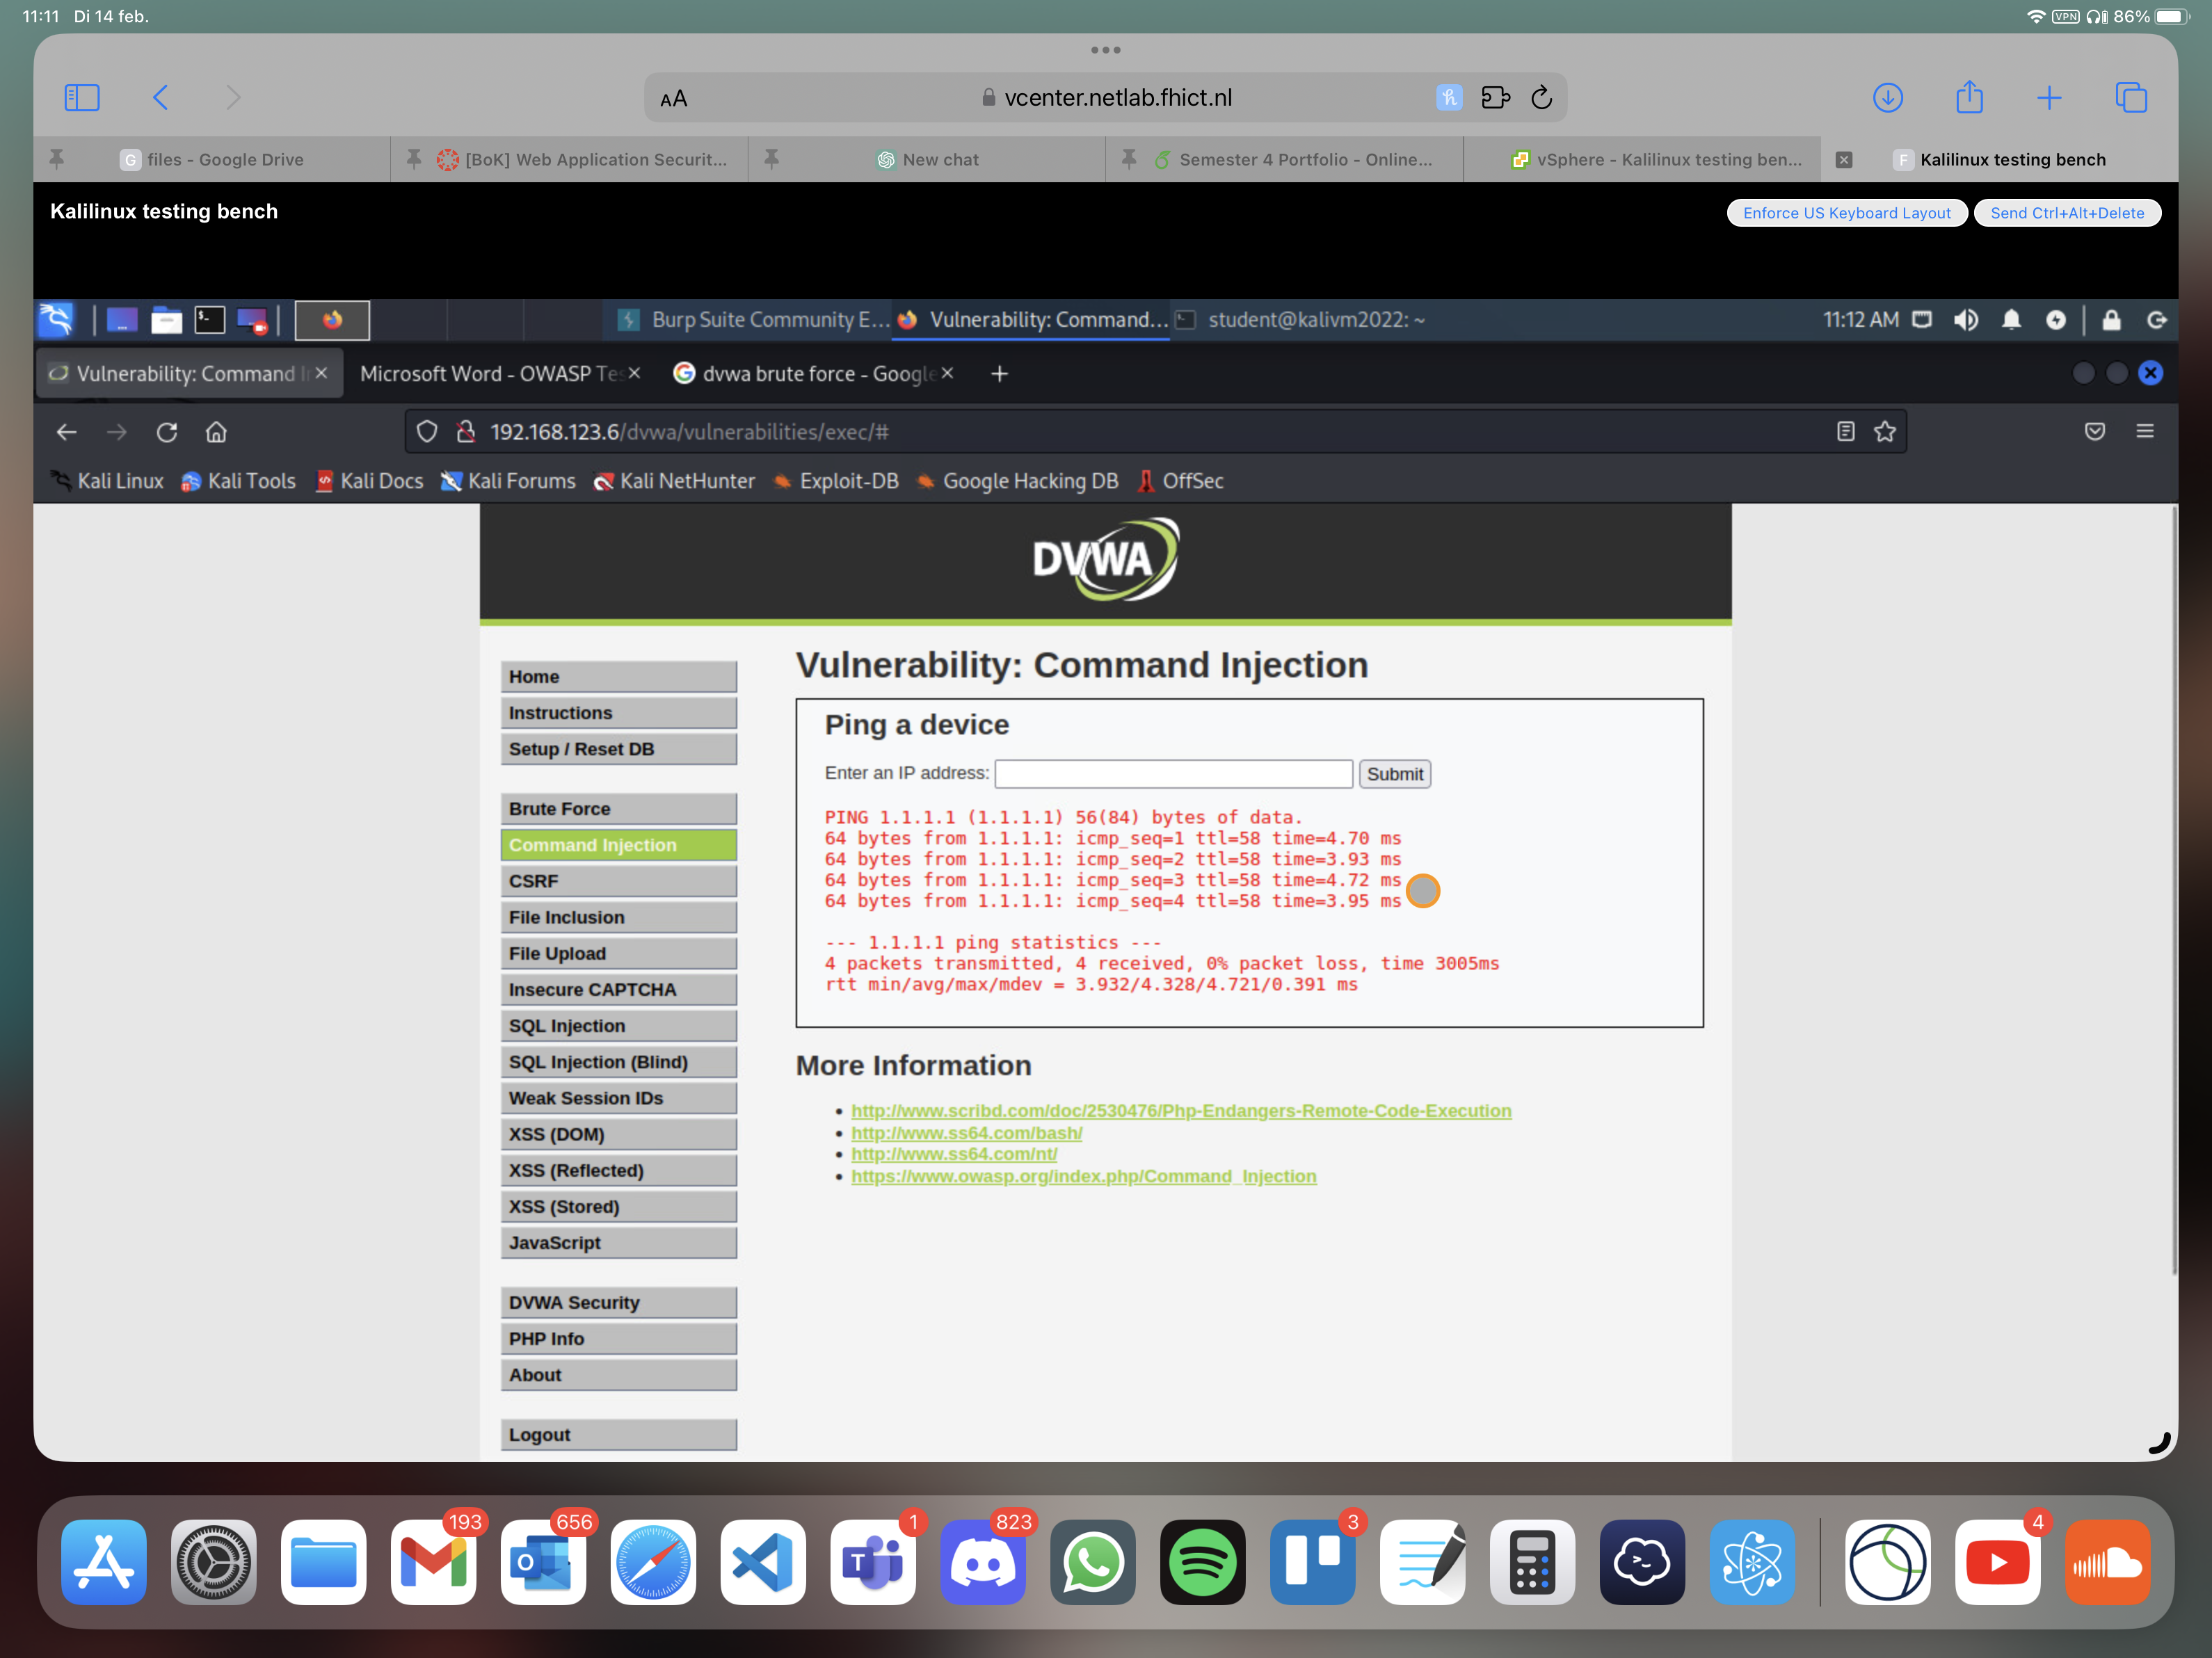 11:11 Di 14 feb.
VPN 86%
AA vcenter.netlab.fhict.nl
files - Google Drive
[BoK] Web Application Securit...
New chat
Semester 4 Portfolio - Online...
vSphere - Kalilinux testing ben...
Kalilinux testing bench
Kalilinux testing bench
Enforce US Keyboard Layout
Send Ctrl+Alt+Delete
Burp Suite Community E...
Vulnerability: Command...
student@kalivm2022: ~
11:12 AM
Vulnerability: Command
Microsoft Word - OWASP Tes
dvwa brute force - Google
192.168.123.6/dvwa/vulnerabilities/exec/#
Kali Linux
Kali Tools
Kali Docs
Kali Forums
Kali NetHunter
Exploit-DB
Google Hacking DB
OffSec
DVWA
Home
Instructions
Setup / Reset DB
Brute Force
Command Injection
CSRF
File Inclusion
File Upload
Insecure CAPTCHA
SQL Injection
SQL Injection (Blind)
Weak Session IDs
XSS (DOM)
XSS (Reflected)
XSS (Stored)
JavaScript
DVWA Security
PHP Info
About
Logout
Vulnerability: Command Injection
Ping a device
Enter an IP address:
Submit
PING 1.1.1.1 (1.1.1.1) 56(84) bytes of data.
64 bytes from 1.1.1.1: icmp_seq=1 ttl=58 time=4.70 ms
64 bytes from 1.1.1.1: icmp_seq=2 ttl=58 time=3.93 ms
64 bytes from 1.1.1.1: icmp_seq=3 ttl=58 time=4.72 ms
64 bytes from 1.1.1.1: icmp_seq=4 ttl=58 time=3.95 ms
--- 1.1.1.1 ping statistics ---
4 packets transmitted, 4 received, 0% packet loss, time 3005ms
rtt min/avg/max/mdev = 3.932/4.328/4.721/0.391 ms
More Information
http://www.scribd.com/doc/2530476/Php-Endangers-Remote-Code-Execution
http://www.ss64.com/bash/
http://www.ss64.com/nt/
https://www.owasp.org/index.php/Command_Injection
193
656
1
823
3
4